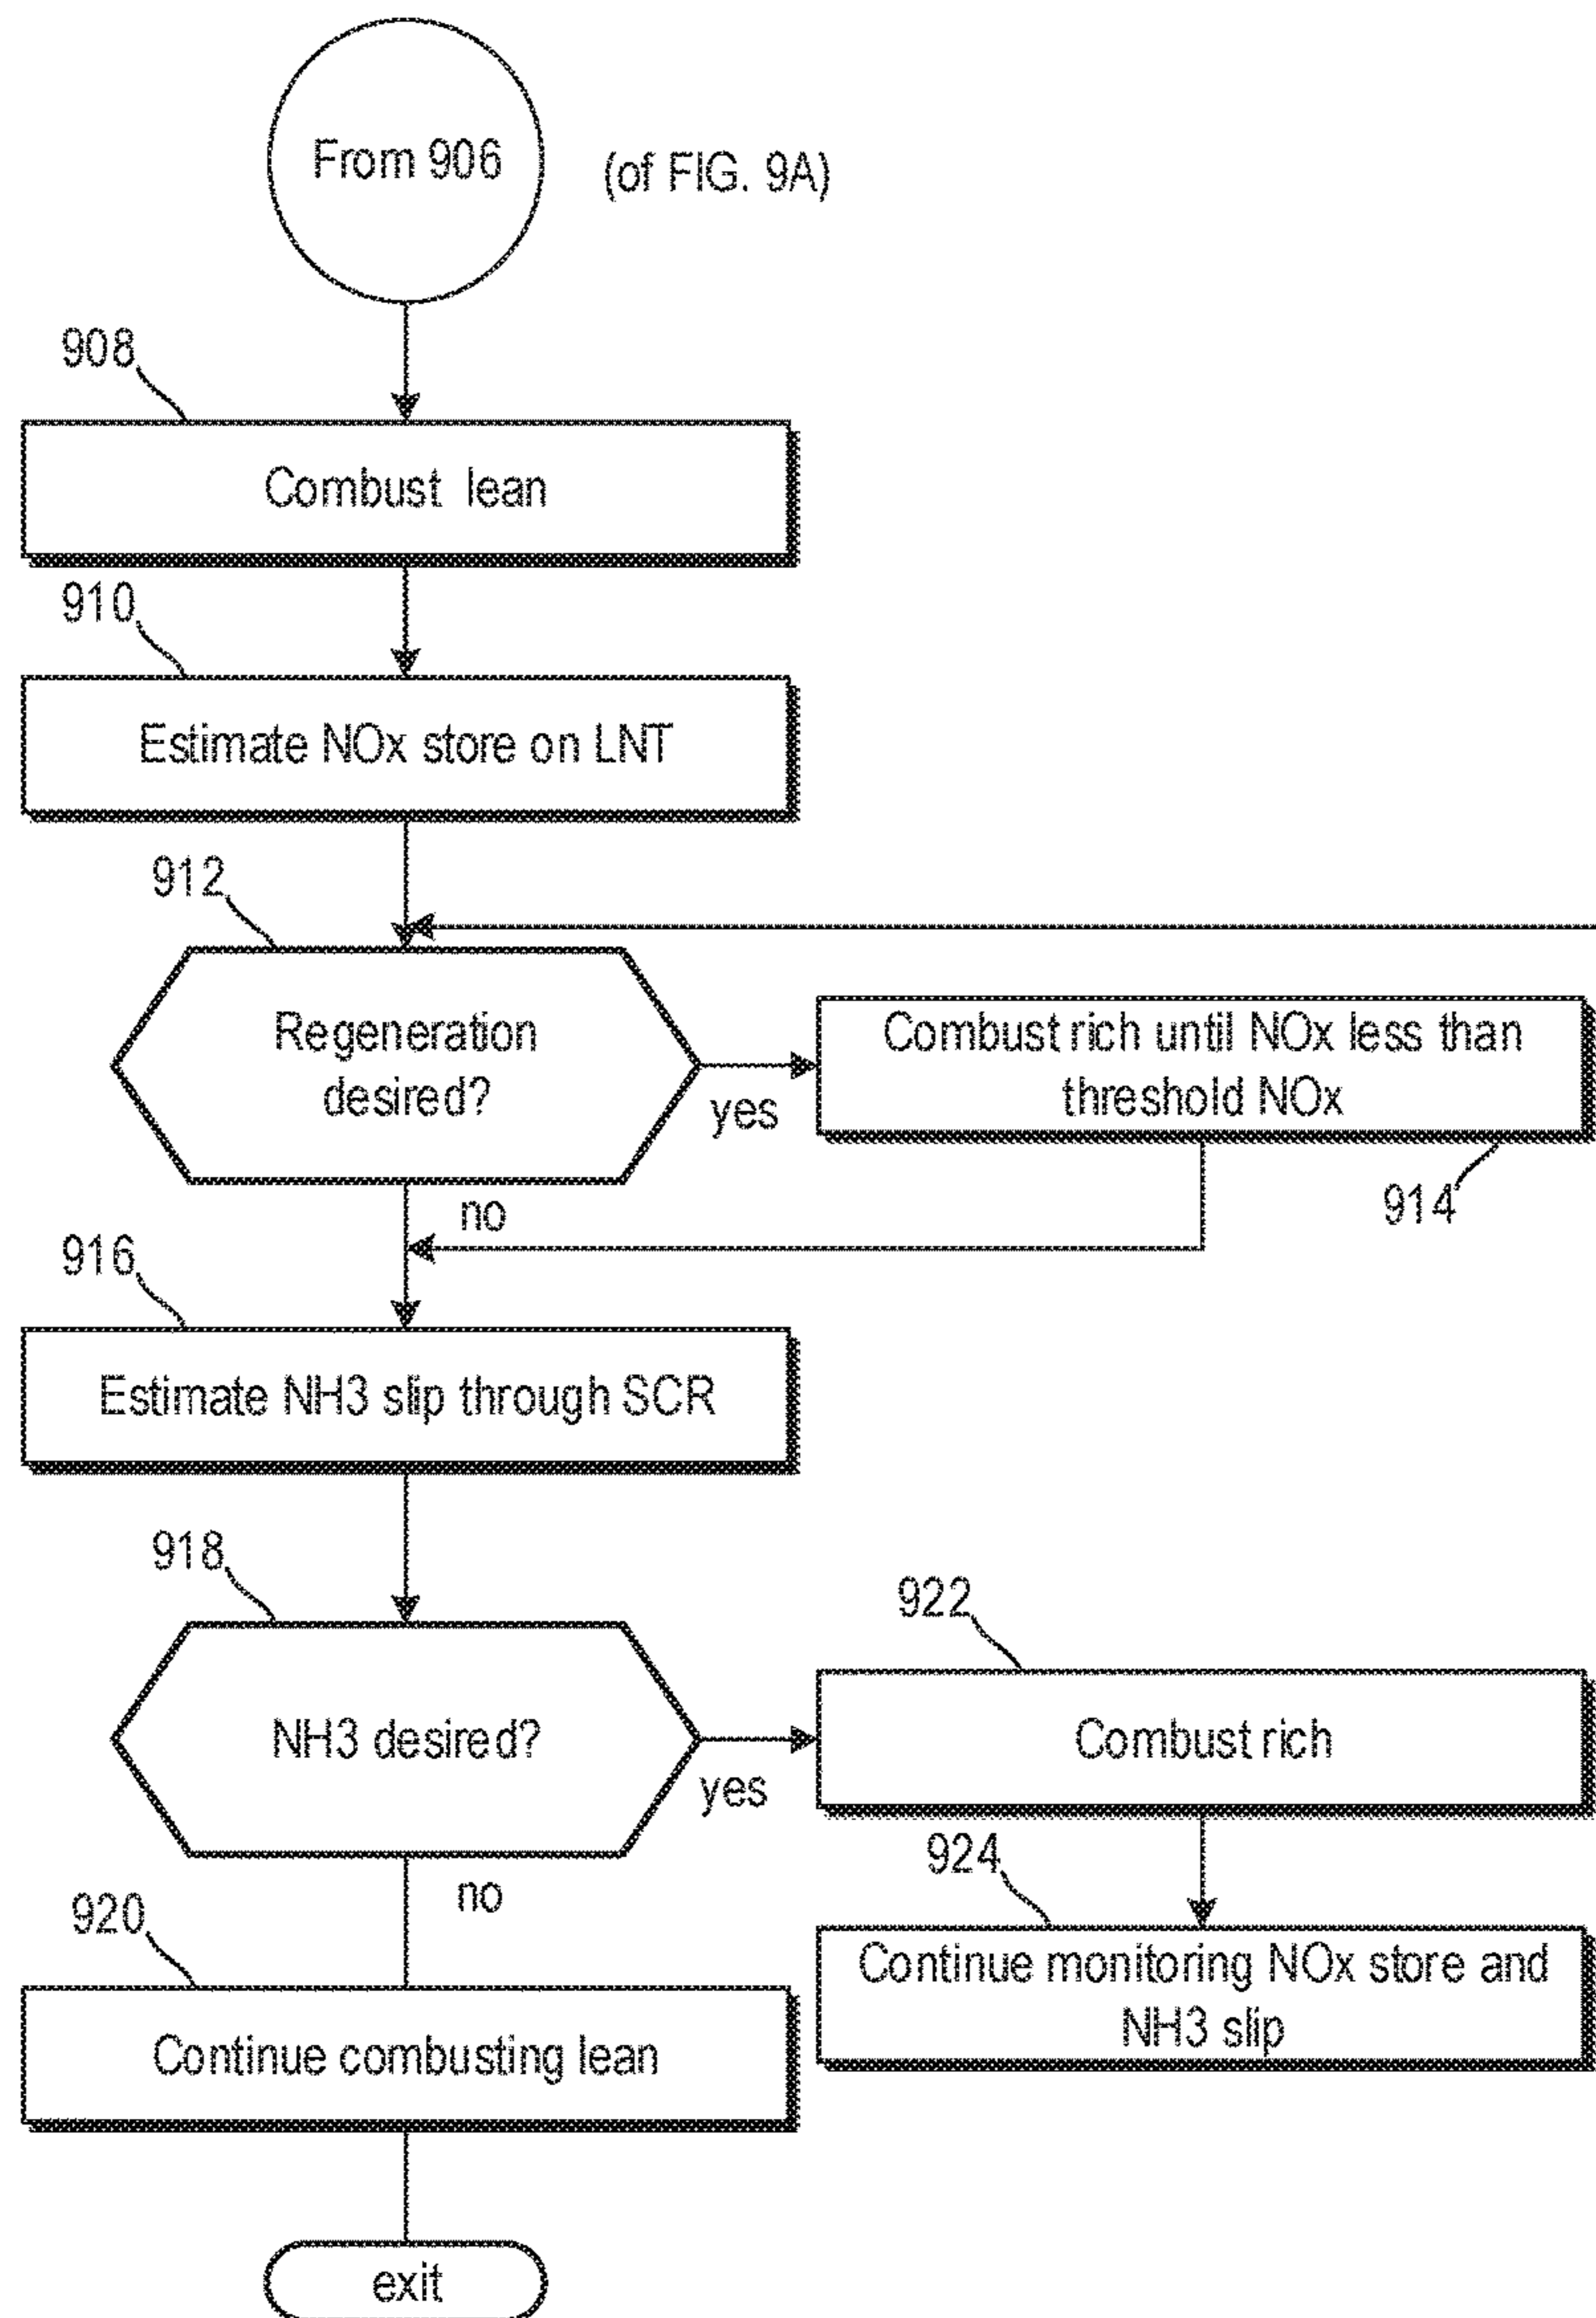 From 906
(of FIG. 9A)
908
Combust lean
910
Estimate NOx store on LNT
912
Regeneration
desired?
yes
Combust rich until NOx less than
threshold NOx
914
no
916
Estimate NH3 slip through SCR
918
NH3 desired?
yes
922
Combust rich
924
Continue monitoring NOx store and
NH3 slip
no
920
Continue combusting lean
exit